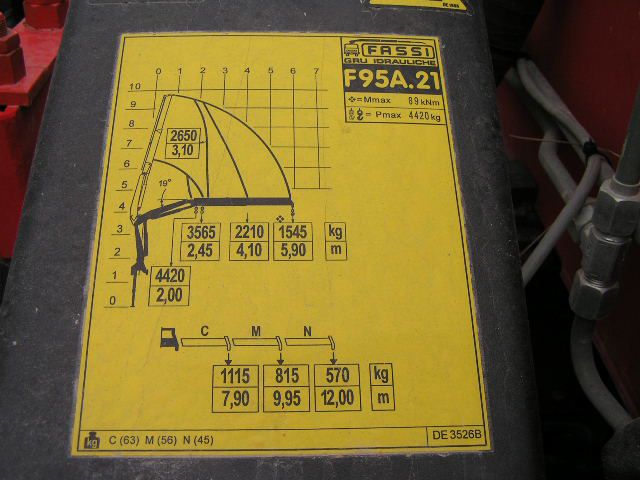 FASSI
GRU IDRAULICHE
F95A.21
= Mmax 89kNm
= Pmax 4420kg
0 1 2 3 4 5 6 7
10
9
8
7
6
5
4
3
2
1
0
2650
3,10
19°
3565 2210 1545 kg
2,45 4,10 5,90 m
4420
2,00
C M N
1115 815 570 kg
7,90 9,95 12,00 m
kg C (63) M (56) N (45) DE 3526B